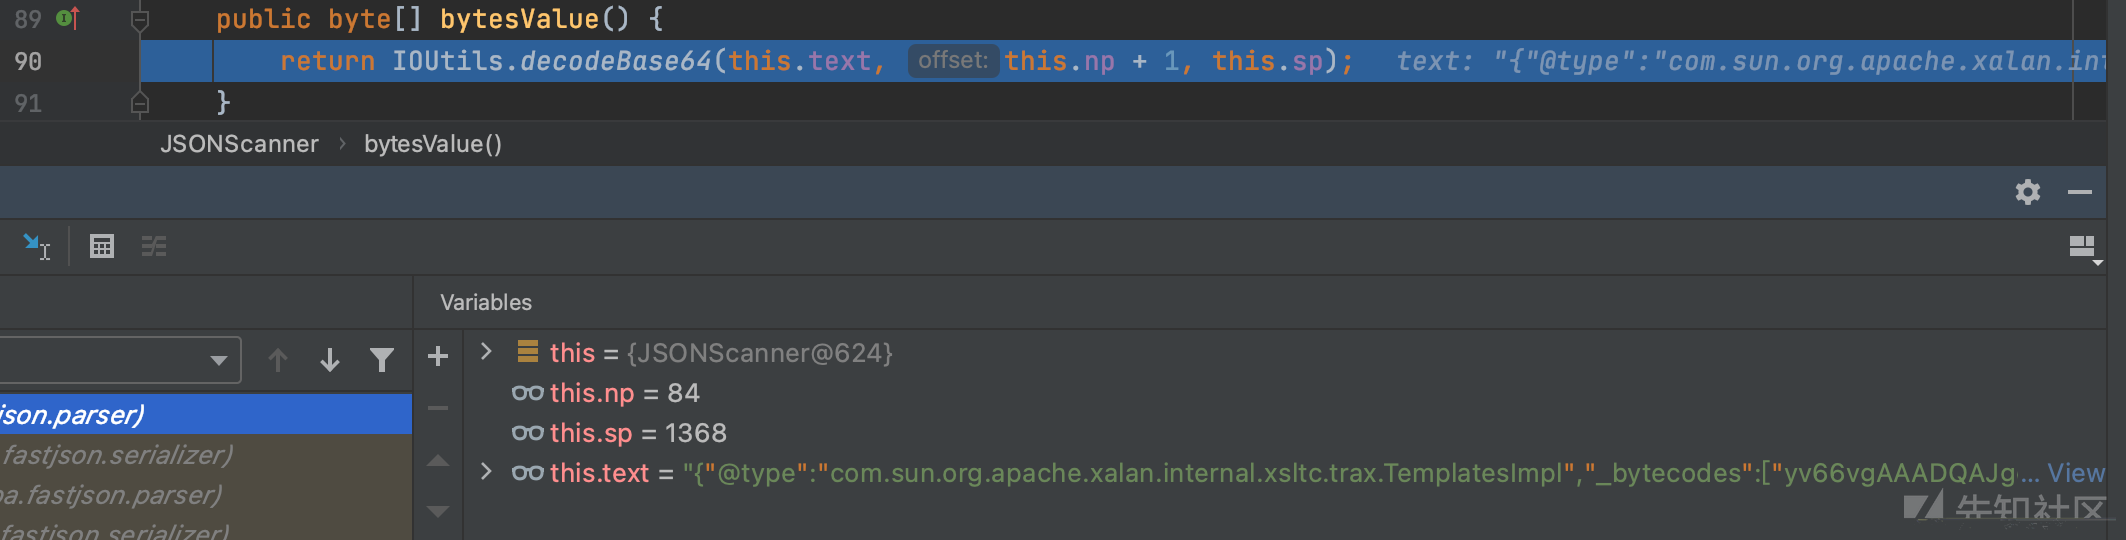 89 public byte[] bytesValue() {
90 return IOUtils.decodeBase64(this.text, offset: this.np + 1, this.sp); text: "{"@type":"com.sun.org.apache.xalan.int
91 }
JSONScanner › bytesValue()
Variables
this = {JSONScanner@624}
this.np = 84
json.parser)
this.sp = 1368
fastjson.serializer)
this.text = "{"@type":"com.sun.org.apache.xalan.internal.xsltc.trax.TemplatesImpl","_bytecodes":["yv66vgAAADQAJg... View
ba.fastjson.parser)
先知社区
fastjson.serializer)